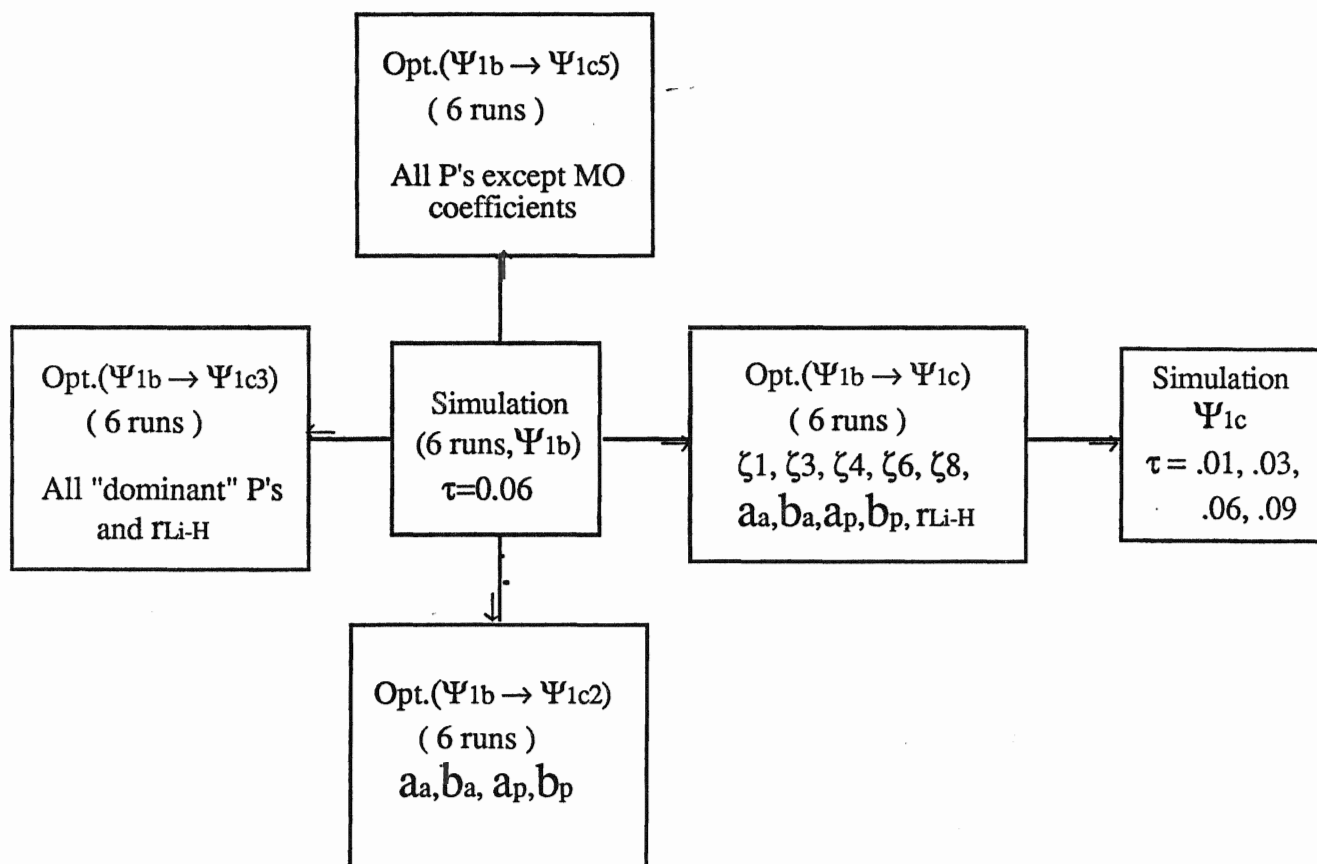 Opt.(Ψ1b → Ψ1c5)
( 6 runs )
All P's except MO
coefficients
Opt.(Ψ1b → Ψ1c3)
( 6 runs )
All "dominant" P's
and rLi-H
Simulation
(6 runs,Ψ1b)
τ=0.06
Opt.(Ψ1b → Ψ1c)
( 6 runs )
ζ1, ζ3, ζ4, ζ6, ζ8,
aa,ba,ap,bp, rLi-H
Simulation
Ψ1c
τ = .01, .03,
.06, .09
Opt.(Ψ1b → Ψ1c2)
( 6 runs )
aa,ba, ap,bp